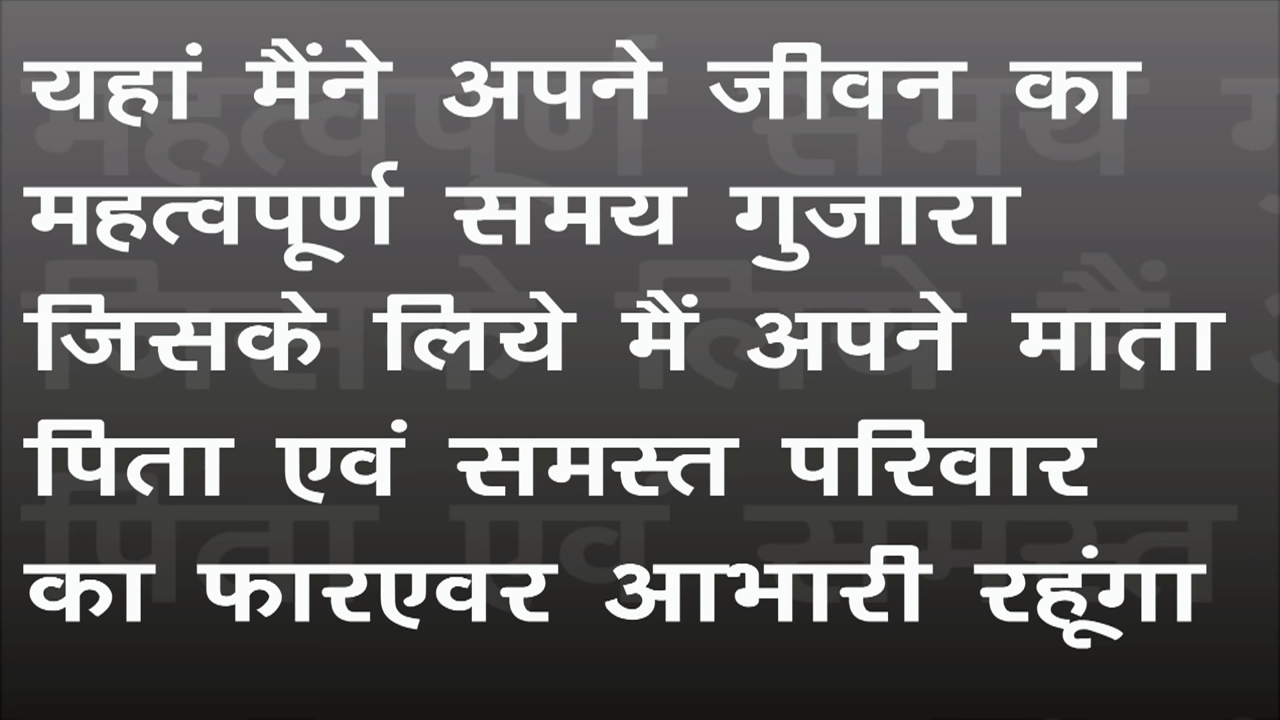 यहां मैंने अपने जीवन का
महत्वपूर्ण समय गुजारा
जिसके लिये मैं अपने माता
पिता एवं समस्त परिवार
का फारएवर आभारी रहूंगा